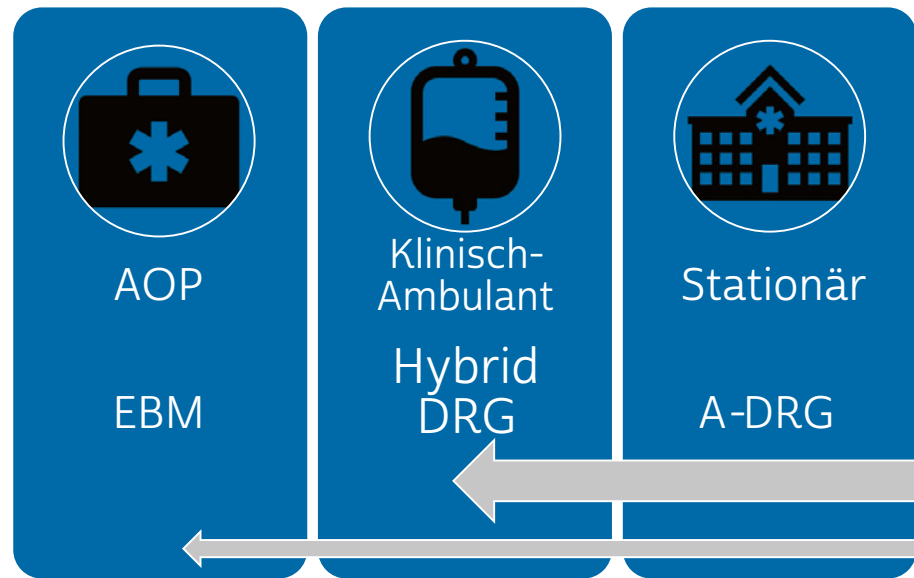 AOP
EBM
Klinisch-
Ambulant
Hybrid
DRG
Stationär
A-DRG